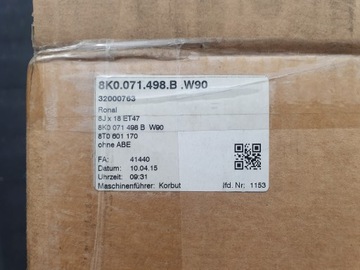 8K0.071.498.B .W90
32000763
Ronal
8J x 18 ET47
8K0 071 498 B W90
8T0 601 170
ohne ABE
FA: 41440
Datum: 10.04.15
Uhrzeit: 09:31
Maschinenführer: Korbut lfd. Nr. 1153